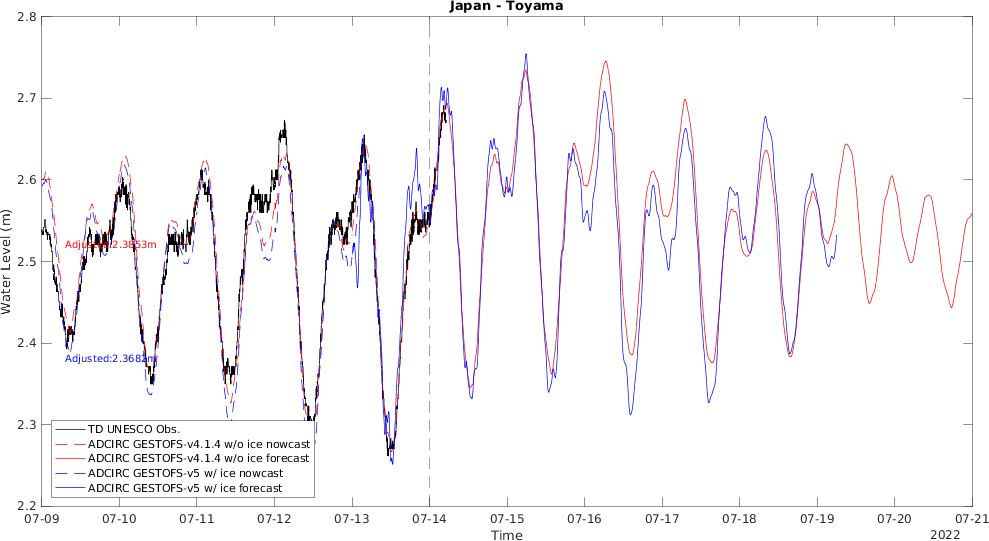 Japan - Toyama
2.8
2.7
2.6
2.5
2.4
2.3
2.2
Water Level (m)
Adjusted:2.3853m
Adjusted:2.3682m
TD UNESCO Obs.
ADCIRC GESTOFS-v4.1.4 w/o ice nowcast
ADCIRC GESTOFS-v4.1.4 w/o ice forecast
ADCIRC GESTOFS-v5 w/ ice nowcast
ADCIRC GESTOFS-v5 w/ ice forecast
07-09 07-10 07-11 07-12 07-13 07-14 07-15 07-16 07-17 07-18 07-19 07-20 07-21
Time
2022